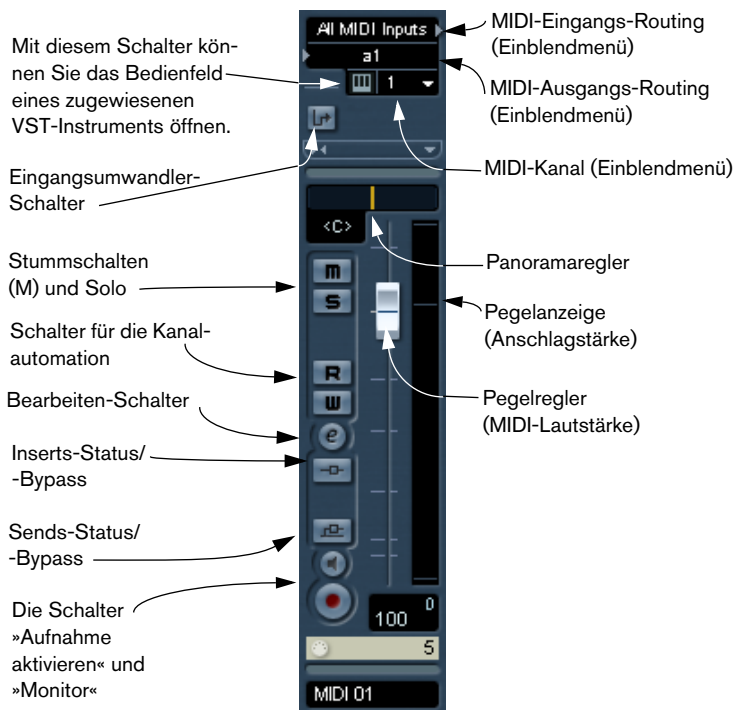 Mit diesem Schalter kön-
nen Sie das Bedienfeld
eines zugewiesenen
VST-Instruments öffnen.
Eingangsumwandler-
Schalter
Stummschalten
(M) und Solo
Schalter für die Kanal-
automation
Bearbeiten-Schalter
Inserts-Status/
-Bypass
Sends-Status/
-Bypass
Die Schalter
»Aufnahme
aktivieren« und
»Monitor«
All MIDI Inputs
a1
1
<C>
m
S
R
W
e
100
0
5
MIDI 01
MIDI-Eingangs-Routing
(Einblendmenü)
MIDI-Ausgangs-Routing
(Einblendmenü)
MIDI-Kanal (Einblendmenü)
Panoramaregler
Pegelanzeige
(Anschlagstärke)
Pegelregler
(MIDI-Lautstärke)